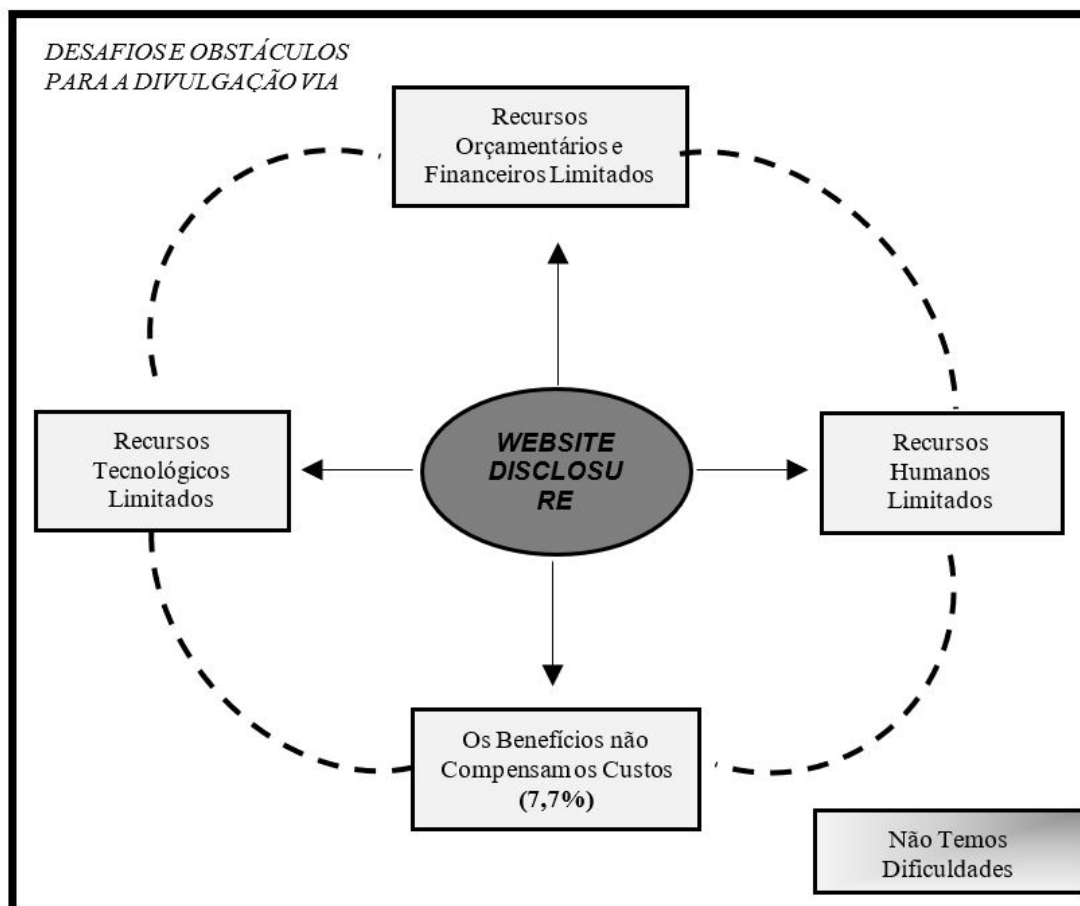 DESAFIOS E OBSTÁCULOS
PARA A DIVULGAÇÃO VIA
Recursos
Orçamentários e
Financeiros Limitados
Recursos
Tecnológicos
Limitados
WEBSITE
DISCLOSU
RE
Recursos
Humanos
Limitados
Os Benefícios não
Compensam os Custos
(7,7%)
Não Temos
Dificuldades